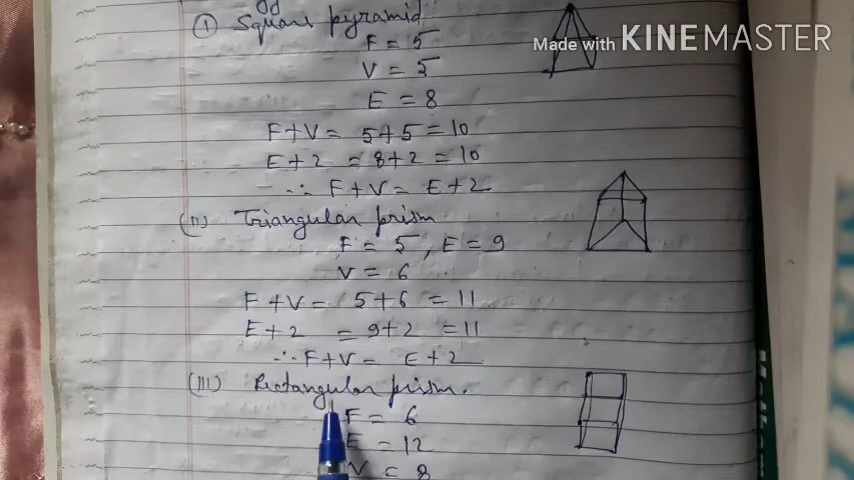 (I) Square pyramid
F = 5
V = 5
E = 8
F+V = 5+5 = 10
E+2 = 8+2 = 10
∴ F+V = E+2
(II) Triangular prism
F = 5, E = 9
V = 6
F+V = 5+6 = 11
E+2 = 9+2 = 11
∴ F+V = E+2
(III) Rectangular prism.
F = 6
E = 12
V = 8
Made with KINEMASTER